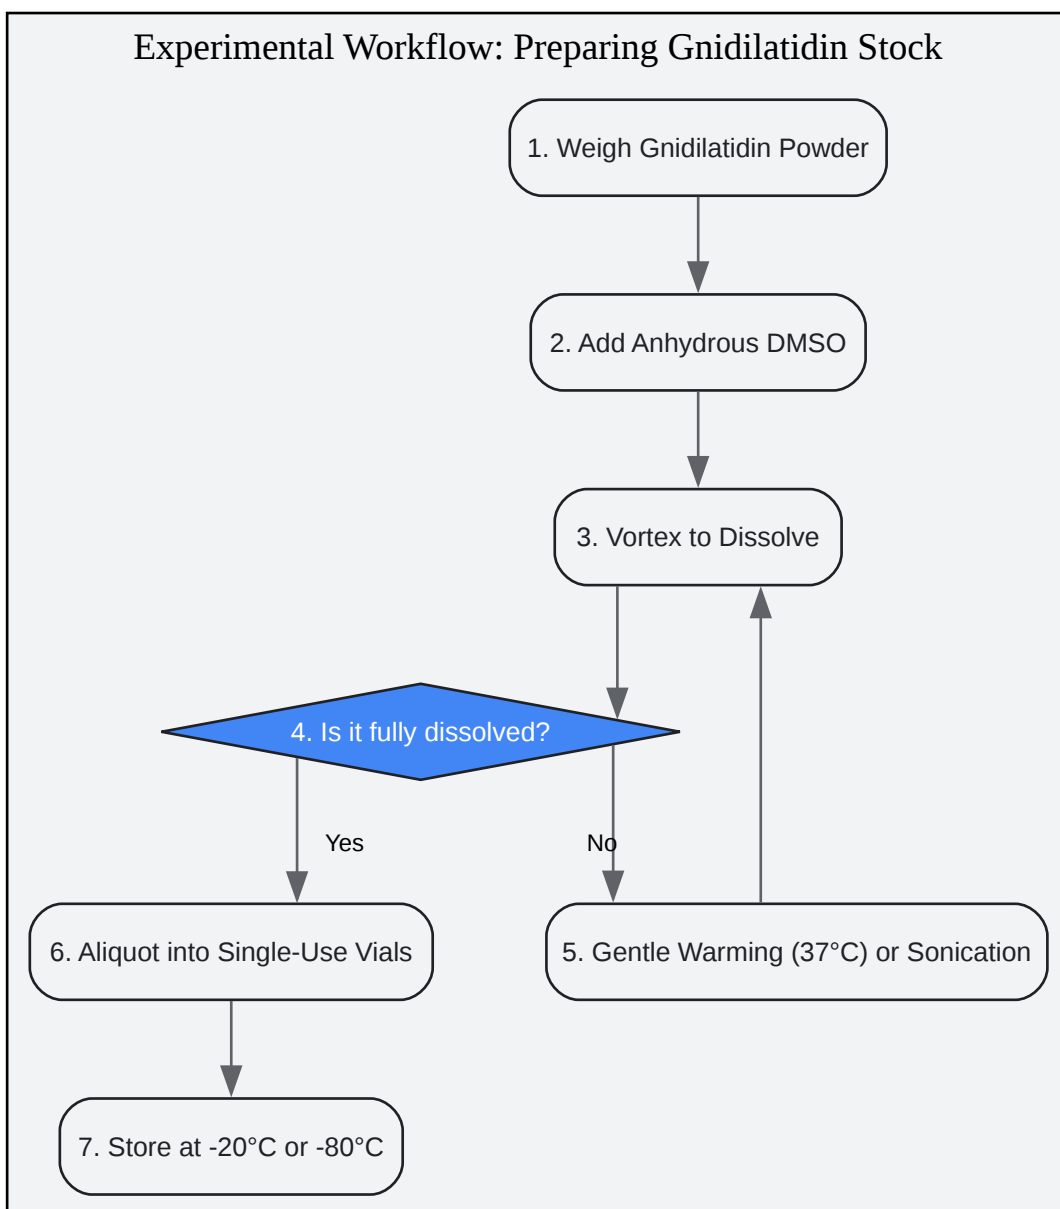 Experimental Workflow: Preparing Gnidilatidin Stock
1. Weigh Gnidilatidin Powder
2. Add Anhydrous DMSO
3. Vortex to Dissolve
4. Is it fully dissolved?
Yes
No
6. Aliquot into Single-Use Vials
5. Gentle Warming (37°C) or Sonication
7. Store at -20°C or -80°C